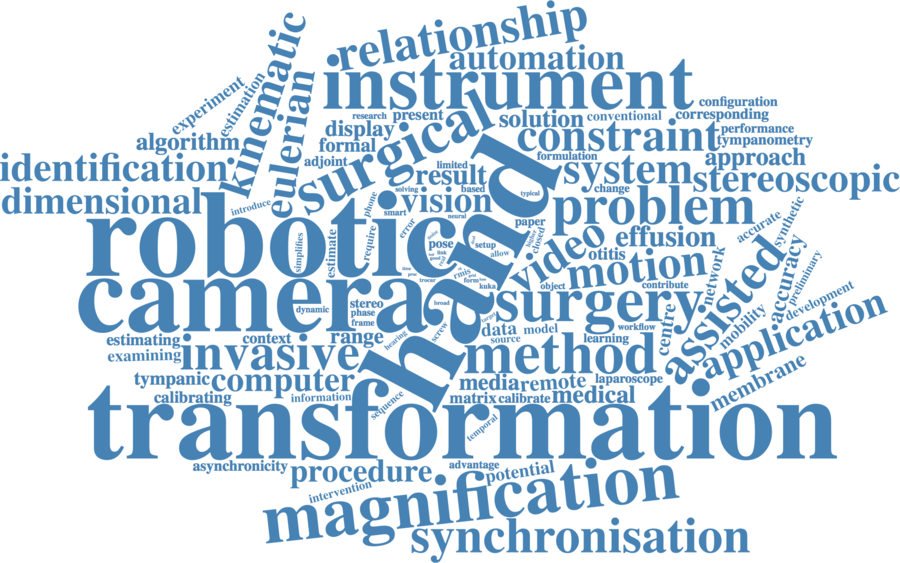 relationship
automation
instrument
kinematic
eulerian
experiment
estimation
algorithm
identification
dimensional
research
present
display
formal
adjoint
surgical
solution
conventional
configuration
corresponding
constraint
performance
tympanometry
formulation
approach
system
stereoscopic
limited
result
solving
based
change
typical
vision
smart
neural
phone
introduce
robotic
hand
problem
paper
closed
video
effusion
otitis
motion
synthetic
accurate
accuracy
preliminary
simplifies
estimate
require
error
pose
link
good
setup
allow
rmis
form
kuka
trocar
time
object
contribute
network
camera
surgery
assisted
dynamic
stereo
phase
frame
broad
screw
hearing
data
model
source
workflow
learning
centre
mobility
development
application
estimating
examining
context
range
invasive
method
tympanic
computer
calibrating
information
sequence
media
remote
laparoscope
matrix
calibrate
medical
membrane
transformation
temporal
asynchronicity
procedure
advantage
potential
intervention
magnification
synchronisation